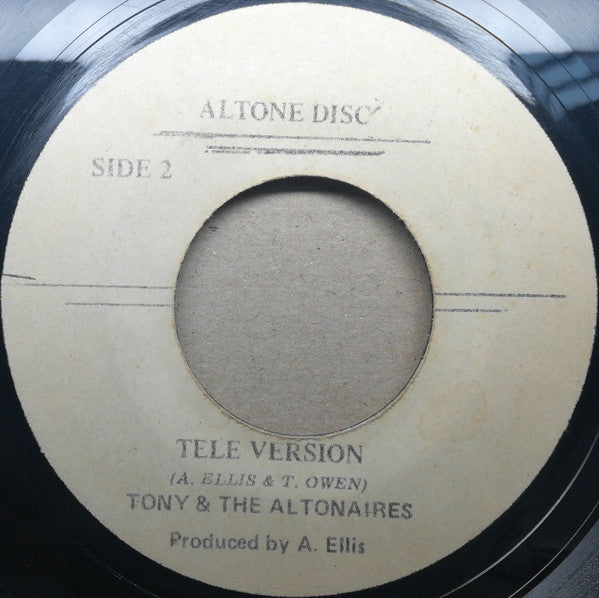 ALTONE DISC
SIDE 2
TELE VERSION
(A. ELLIS & T. OWEN)
TONY & THE ALTONAIRES
Produced by A. Ellis